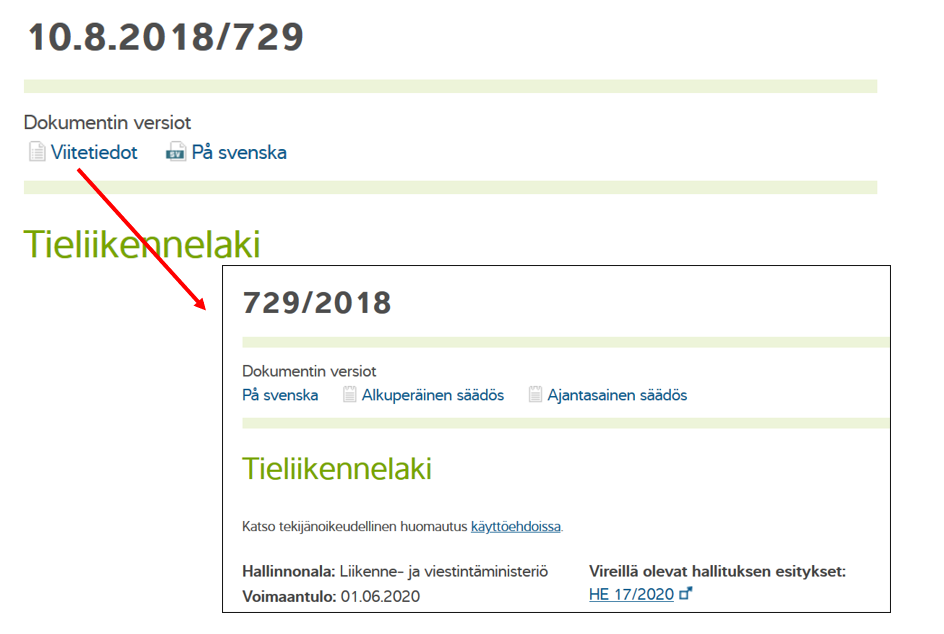 10.8.2018/729
Dokumentin versiot
Viitetiedot SV På svenska
Tieliikennelaki
729/2018
Dokumentin versiot
På svenska Alkuperäinen säädös Ajantasainen säädös
Tieliikennelaki
Katso tekijänoikeudellinen huomautus käyttöehdoissa.
Hallinnonala: Liikenne- ja viestintäministeriö Vireillä olevat hallituksen esitykset:
Voimaantulo: 01.06.2020 HE 17/2020